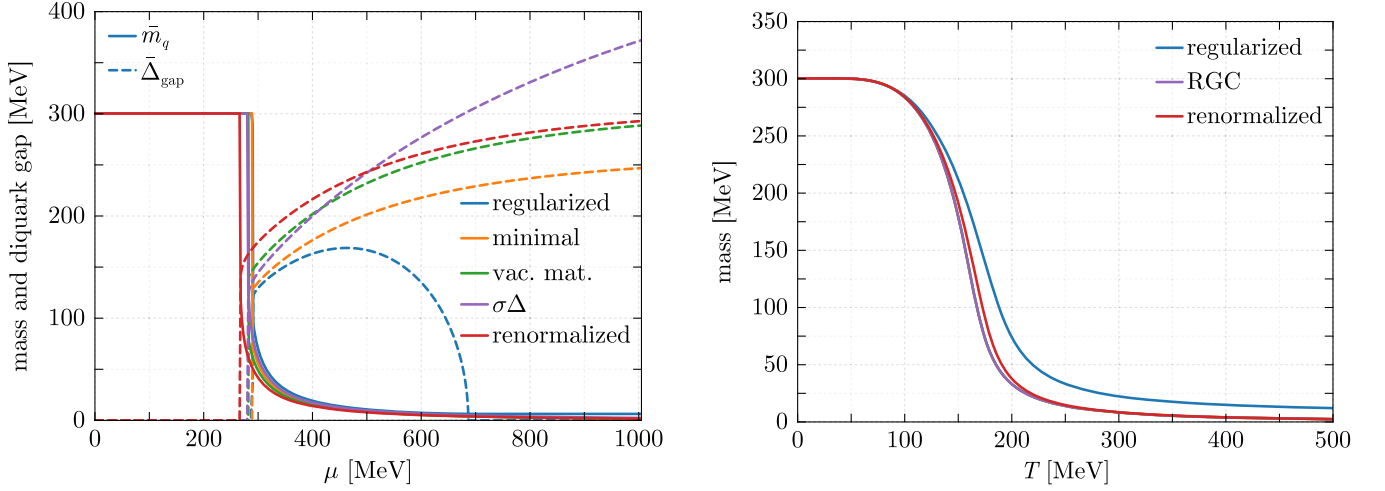 mass and diquark gap [MeV]
400
300
200
100
0
m̄_q
Δ̄_gap
regularized
minimal
vac. mat.
σΔ
renormalized
0 200 400 600 800 1000
μ [MeV]
mass [MeV]
350
300
250
200
150
100
50
0
regularized
RGC
renormalized
0 100 200 300 400 500
T [MeV]